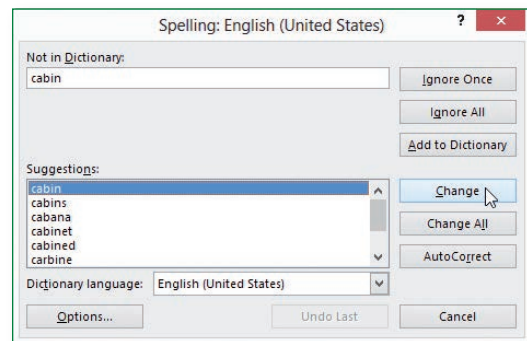 Spelling: English (United States)
? ×
Not in Dictionary:
cabin
Ignore Once
Ignore All
Add to Dictionary
Suggestions:
cabin
cabins
cabana
cabinet
cabined
carbine
Change
Change All
AutoCorrect
Dictionary language: English (United States)
Options... Undo Last Cancel